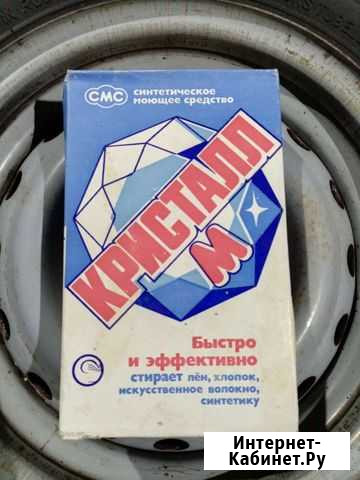 СМС
синтетическое
моющее средство
КРИСТАЛЛ
М
Быстро
и эффективно
стирает лён, хлопок,
искусственное волокно,
синтетику
Интернет-
Кабинет.Ру